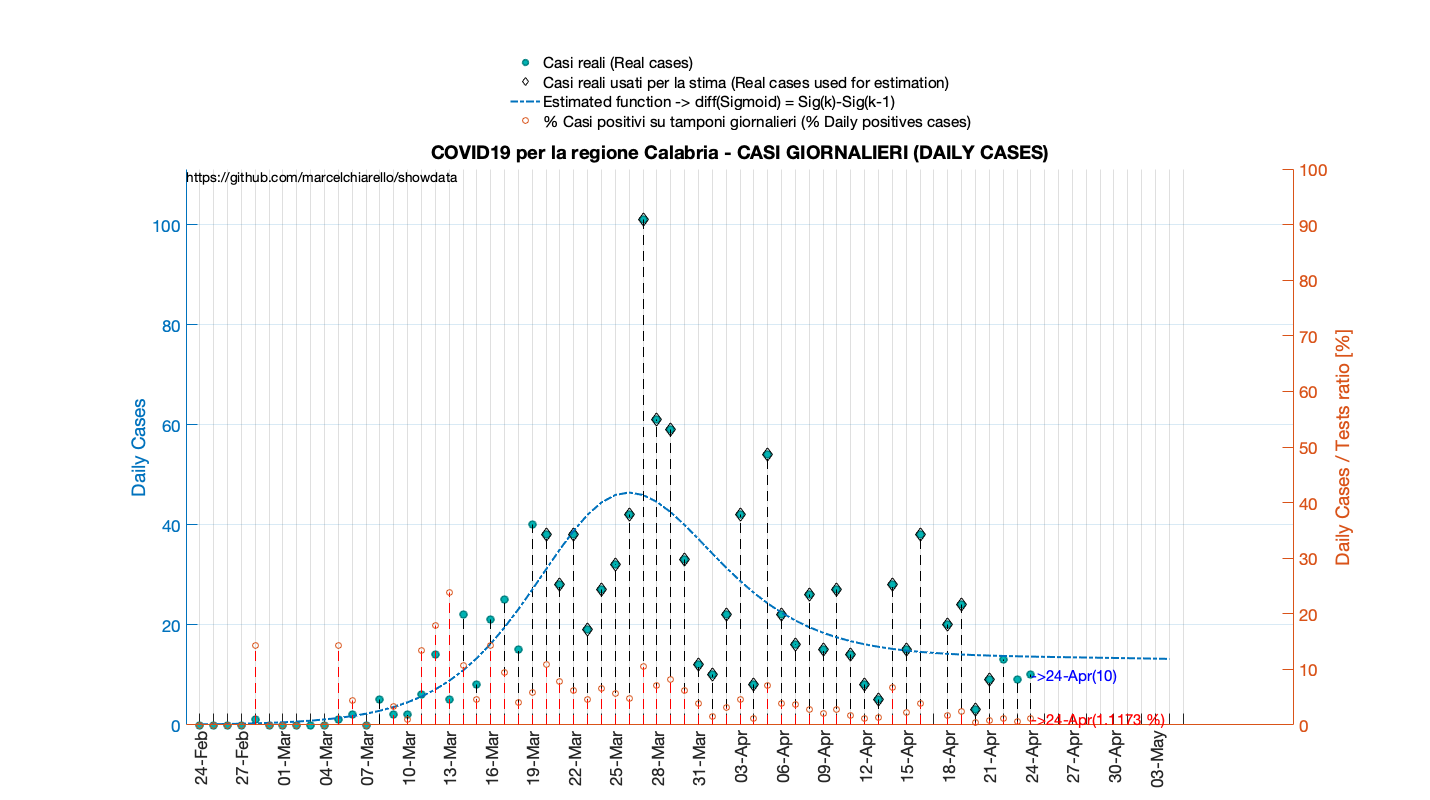 Casi reali (Real cases)
Casi reali usati per la stima (Real cases used for estimation)
Estimated function -> diff(Sigmoid) = Sig(k)-Sig(k-1)
% Casi positivi su tamponi giornalieri (% Daily positives cases)
COVID19 per la regione Calabria - CASI GIORNALIERI (DAILY CASES)
https://github.com/marcelchiarello/showdata
Daily Cases
100
80
60
40
20
0
Daily Cases / Tests ratio [%]
100
90
80
70
60
50
40
30
20
10
0
->24-Apr(10)
->24-Apr(1.1173 %)
24-Feb
27-Feb
01-Mar
04-Mar
07-Mar
10-Mar
13-Mar
16-Mar
19-Mar
22-Mar
25-Mar
28-Mar
31-Mar
03-Apr
06-Apr
09-Apr
12-Apr
15-Apr
18-Apr
21-Apr
24-Apr
27-Apr
30-Apr
03-May